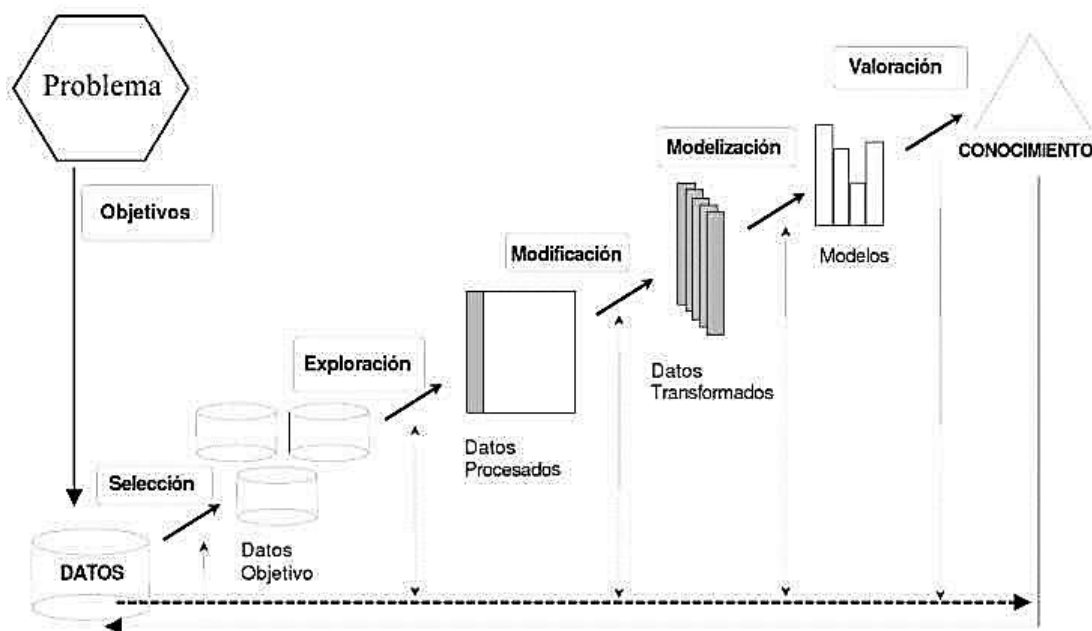 Problema
Objetivos
DATOS
Selección
Datos
Objetivo
Exploración
Datos
Procesados
Modificación
Datos
Transformados
Modelización
Modelos
Valoración
CONOCIMIENTO